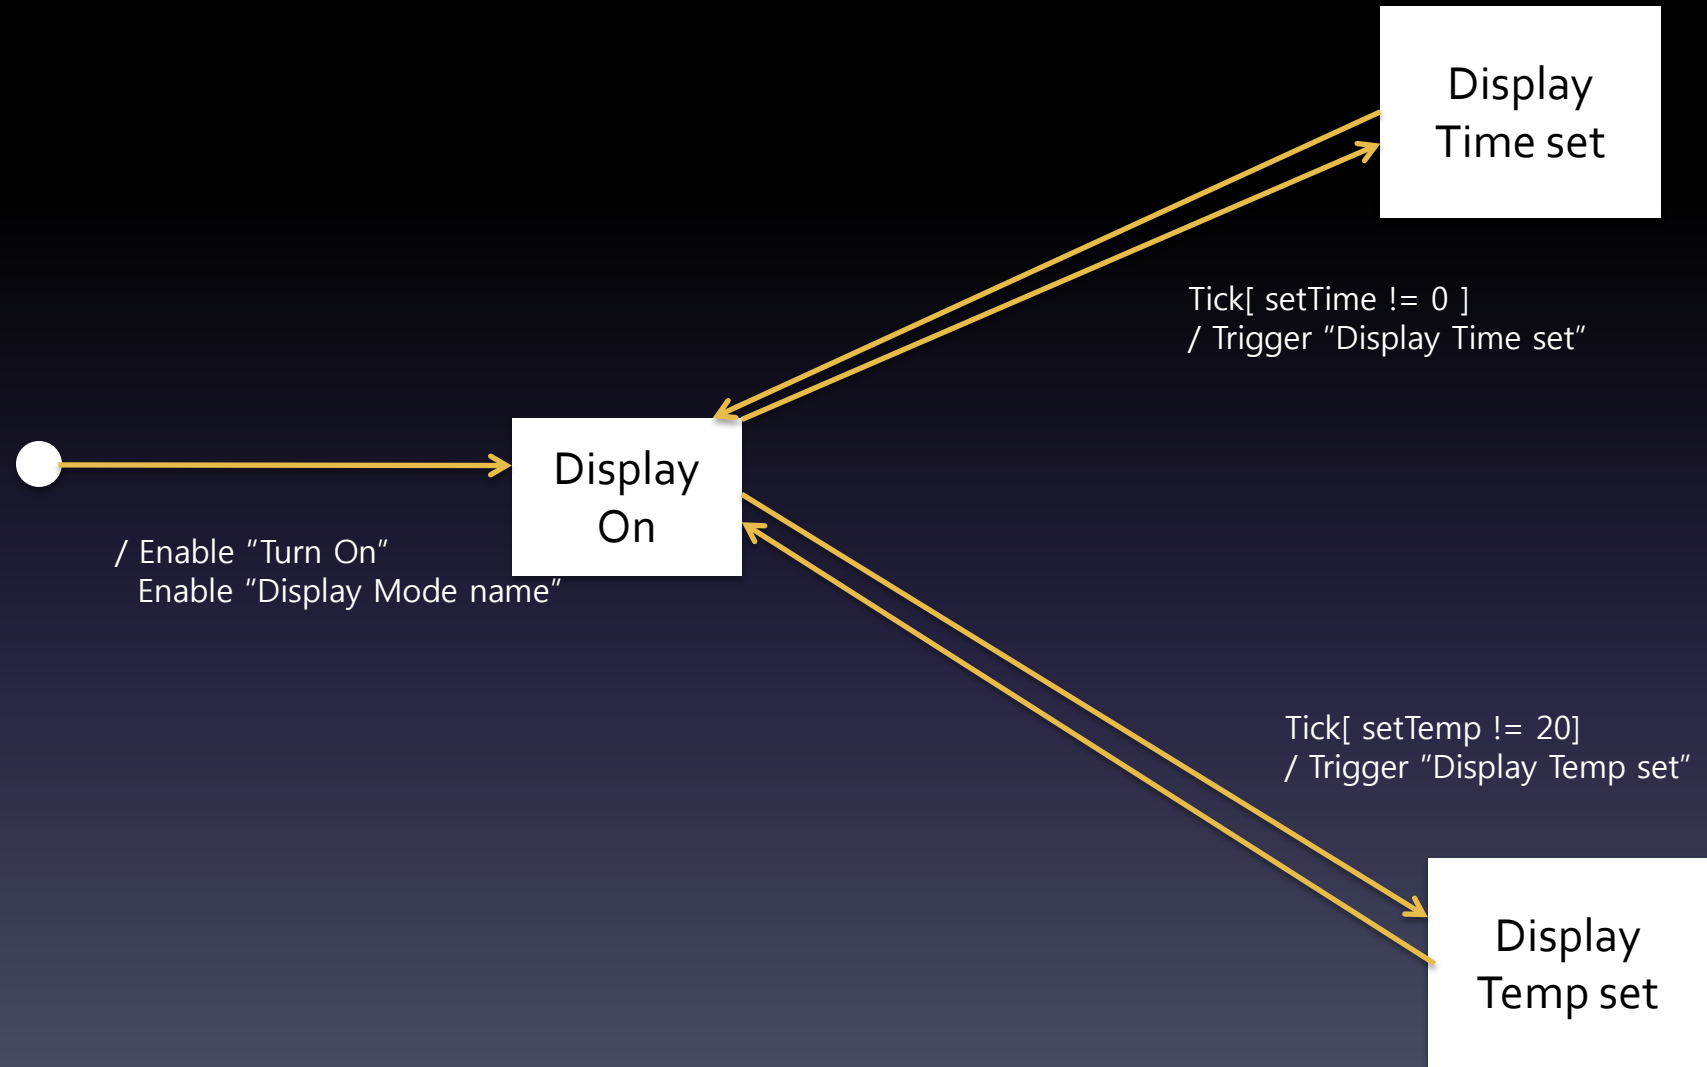 Display
Time set
Tick[ setTime != 0 ]
/ Trigger "Display Time set"
Display
On
/ Enable "Turn On"
Enable "Display Mode name"
Tick[ setTemp != 20]
/ Trigger "Display Temp set"
Display
Temp set